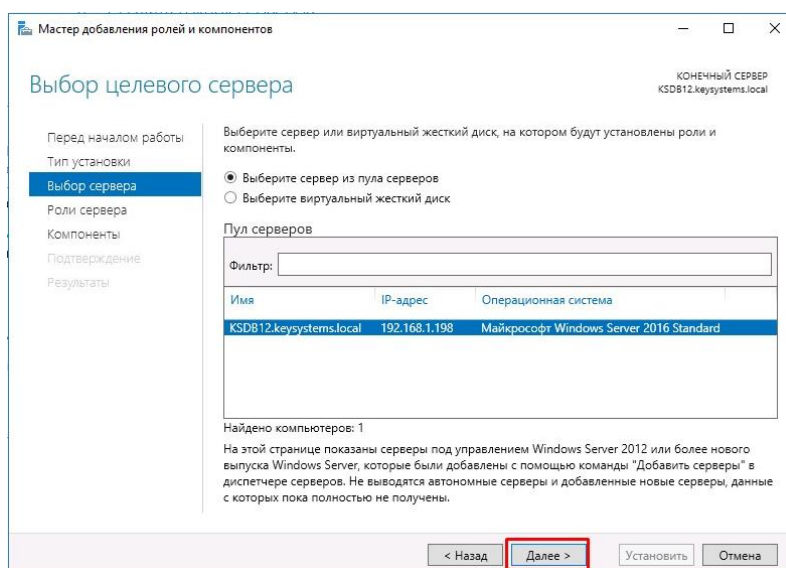 Мастер добавления ролей и компонентов
Выбор целевого сервера
КОНЕЧНЫЙ СЕРВЕР
KSDB12.keysystems.local
Перед началом работы
Тип установки
Выбор сервера
Роли сервера
Компоненты
Подтверждение
Результаты
Выберите сервер или виртуальный жесткий диск, на котором будут установлены роли и
компоненты.
Выберите сервер из пула серверов
Выберите виртуальный жесткий диск
Пул серверов
Фильтр:
Имя IP-адрес Операционная система
KSDB12.keysystems.local 192.168.1.198 Майкрософт Windows Server 2016 Standard
Найдено компьютеров: 1
На этой странице показаны серверы под управлением Windows Server 2012 или более нового
выпуска Windows Server, которые были добавлены с помощью команды "Добавить серверы" в
диспетчере серверов. Не выводятся автономные серверы и добавленные новые серверы, данные
с которых пока полностью не получены.
< Назад Далее > Установить Отмена